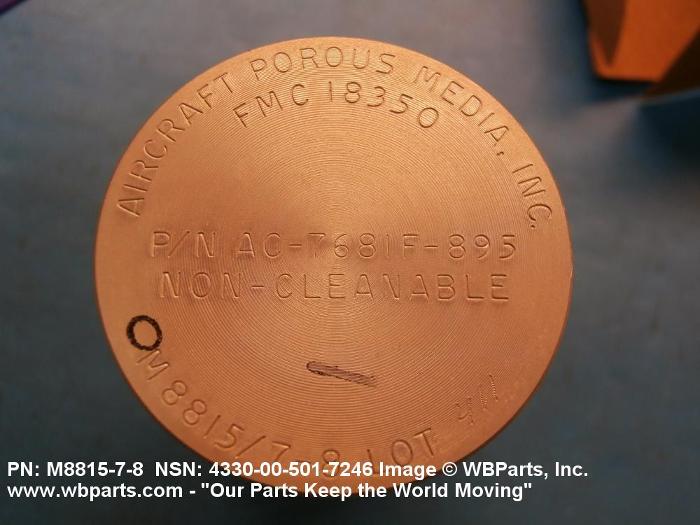 AIRCRAFT POROUS MEDIA, INC.
FMC 18350
P/N AC-7681F-895
NON-CLEANABLE
M8815/7-8 LOT 411
PN: M8815-7-8 NSN: 4330-00-501-7246 Image © WBParts, Inc.
www.wbparts.com - "Our Parts Keep the World Moving"